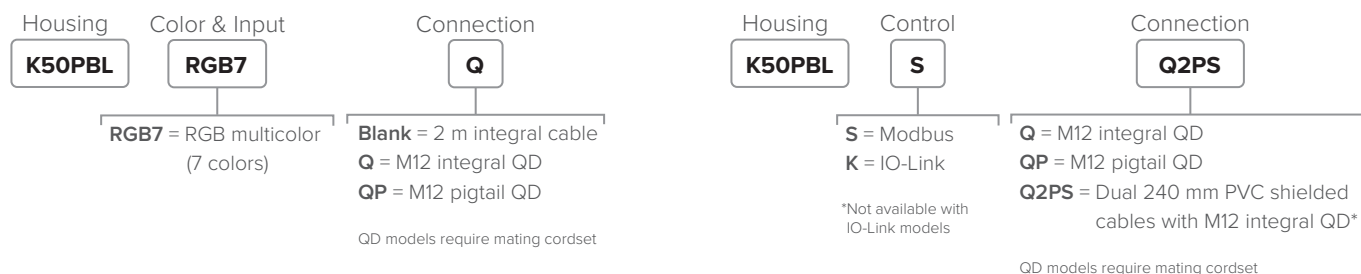 Housing Color & Input Connection
K50PBL RGB7 Q
RGB7 = RGB multicolor
(7 colors)
Blank = 2 m integral cable
Q = M12 integral QD
QP = M12 pigtail QD
QD models require mating cordset
Housing Control Connection
K50PBL S Q2PS
S = Modbus
K = IO-Link
*Not available with
IO-Link models
Q = M12 integral QD
QP = M12 pigtail QD
Q2PS = Dual 240 mm PVC shielded
cables with M12 integral QD*
QD models require mating cordset